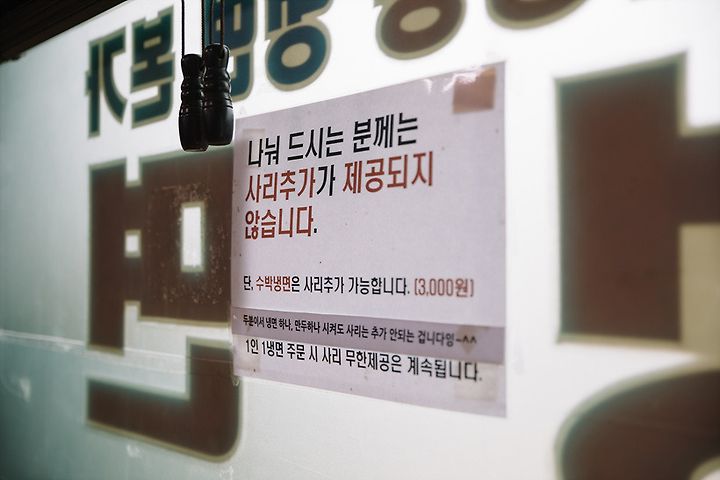 나눠 드시는 분께는
사리추가가 제공되지
않습니다.
단, 수박냉면은 사리추가 가능합니다. (3,000원)
두분이서 냉면 하나, 만두하나 시켜도 사리는 추가 안되는 겁니다잉~^^
1인 1냉면 주문 시 사리 무한제공은 계속됩니다.